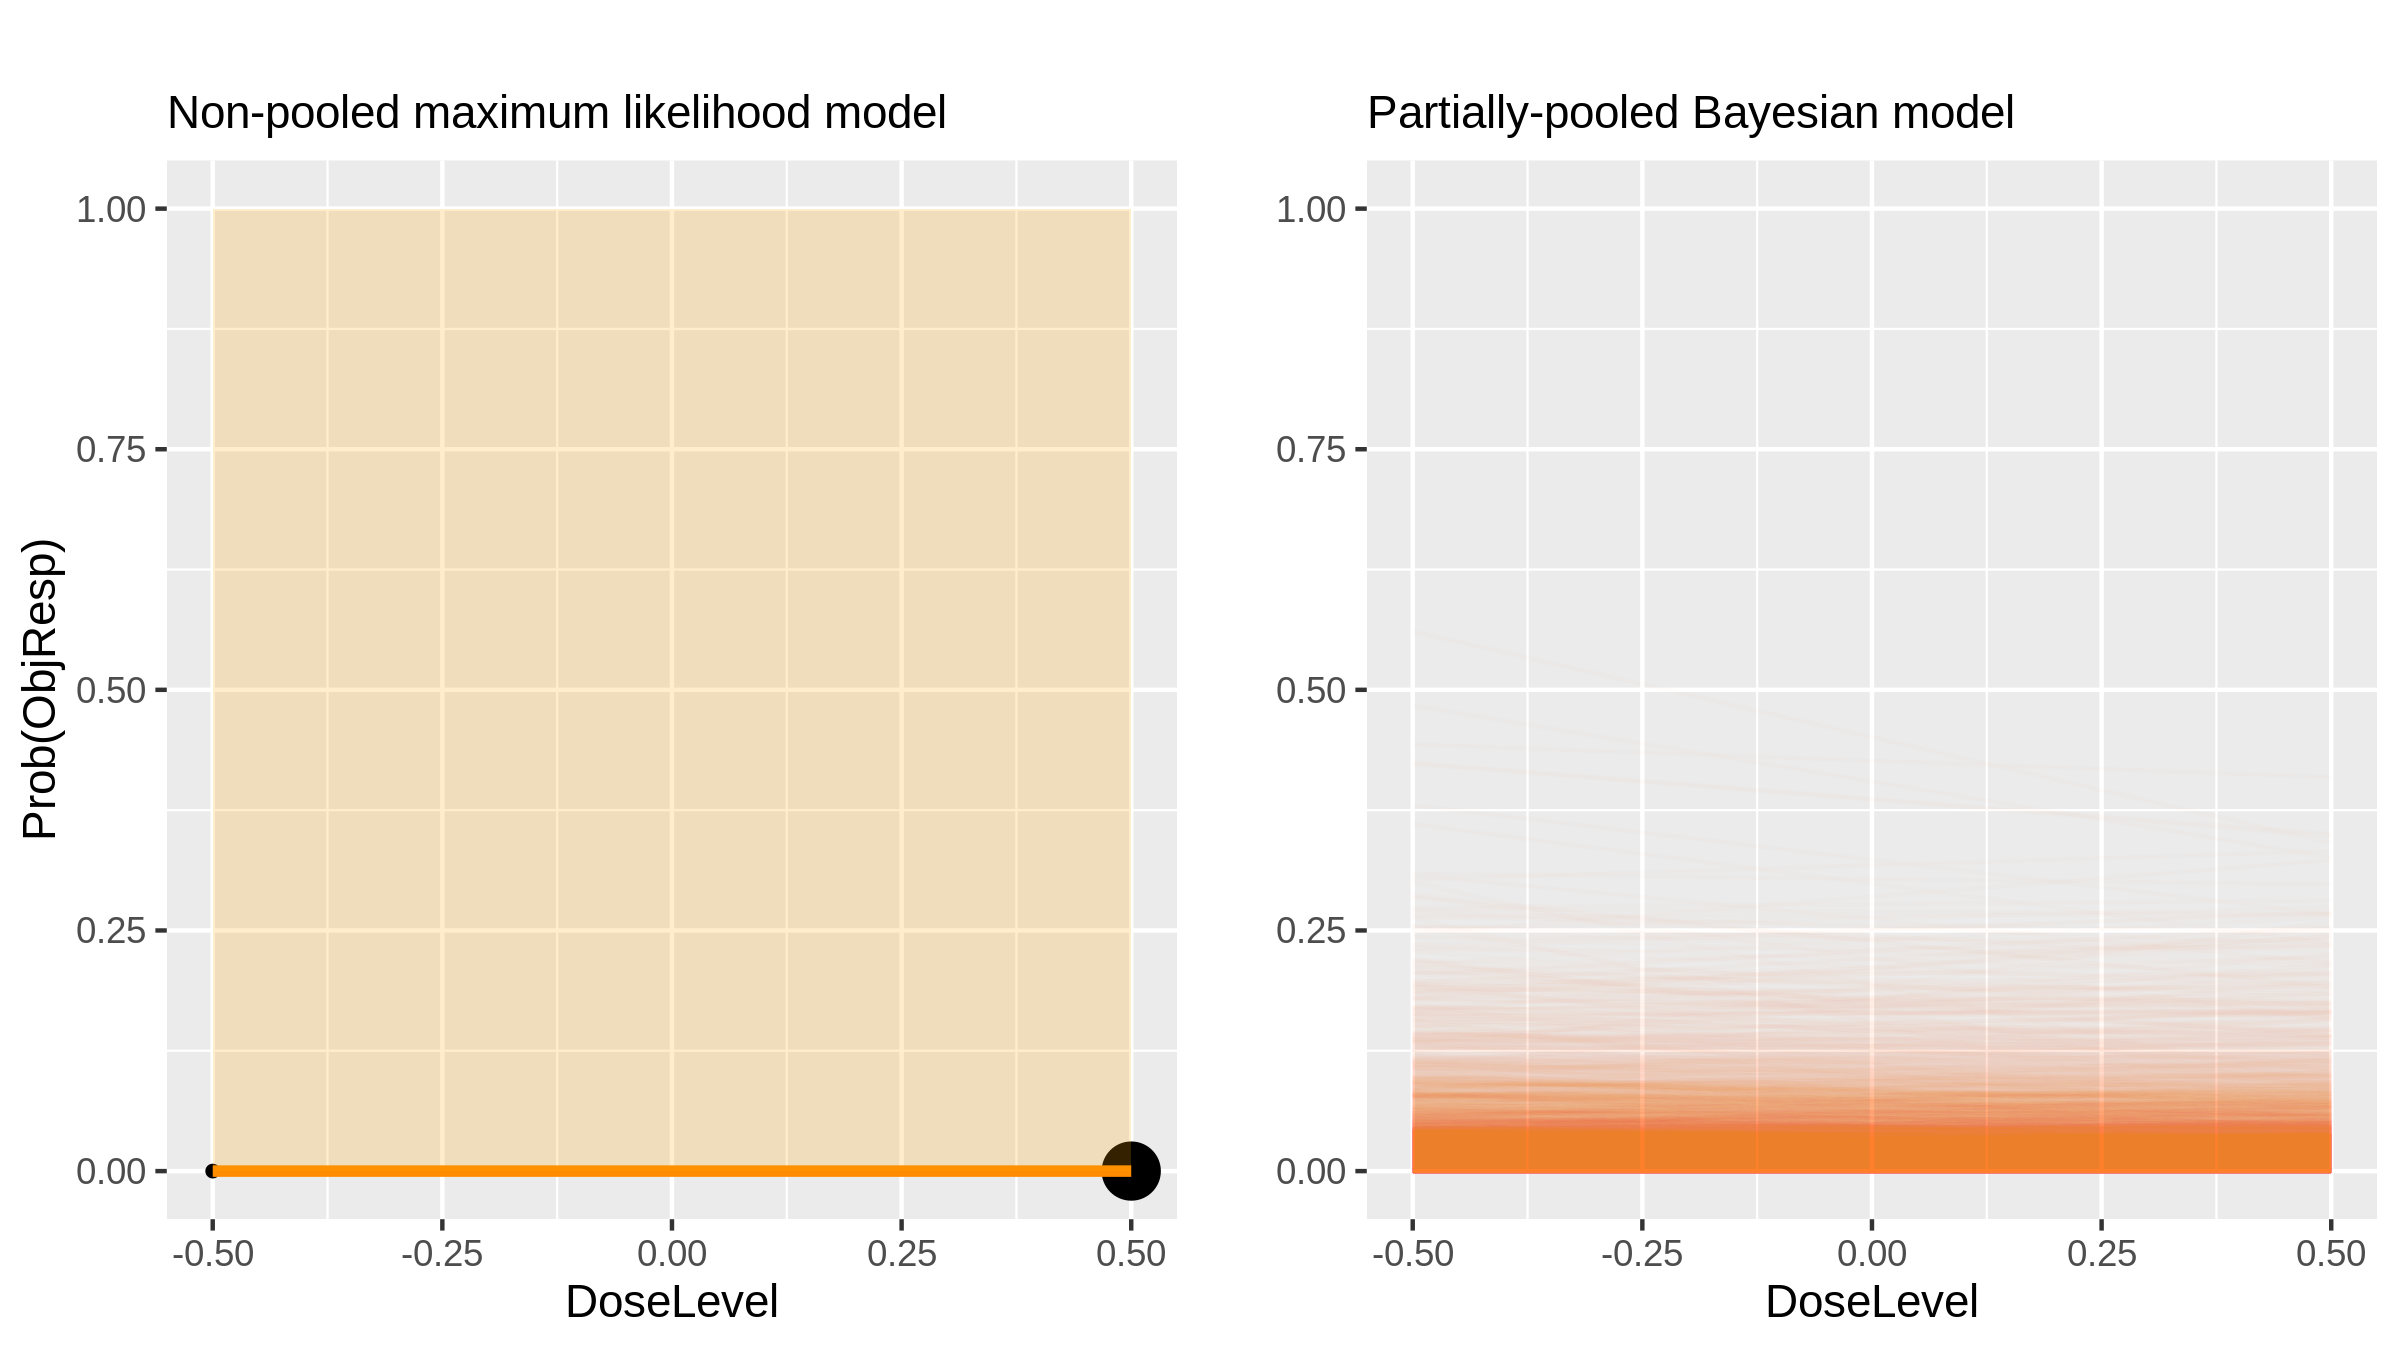 Non-pooled maximum likelihood model
Prob(ObjResp)
1.00
0.75
0.50
0.25
0.00
-0.50 -0.25 0.00 0.25 0.50
DoseLevel
Partially-pooled Bayesian model
1.00
0.75
0.50
0.25
0.00
-0.50 -0.25 0.00 0.25 0.50
DoseLevel